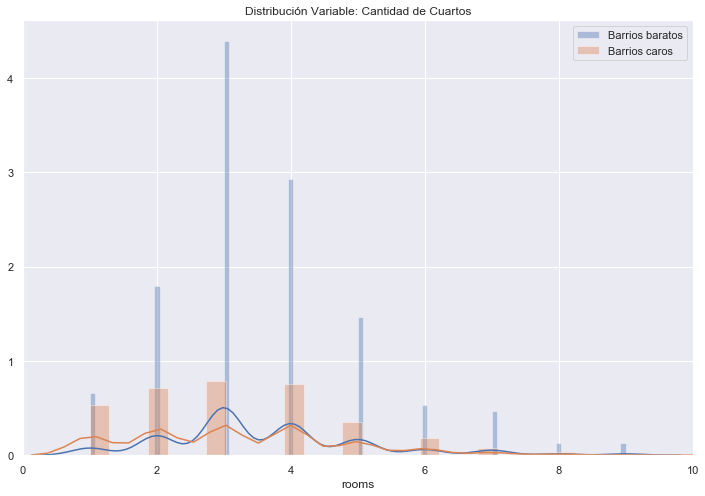 Distribución Variable: Cantidad de Cuartos
Barrios baratos
Barrios caros
4
3
2
1
0
0 2 4 6 8 10
rooms